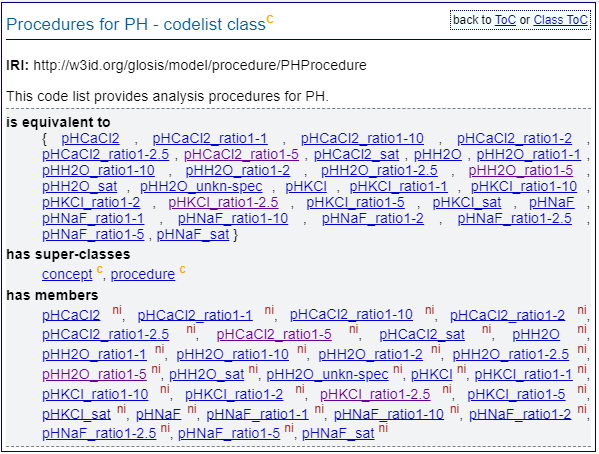 Procedures for PH - codelist class c
back to ToC or Class ToC
IRI: http://w3id.org/glosis/model/procedure/PHProcedure
This code list provides analysis procedures for PH.
is equivalent to
{ pHCaCl2 , pHCaCl2_ratio1-1 , pHCaCl2_ratio1-10 , pHCaCl2_ratio1-2 ,
pHCaCl2_ratio1-2.5 , pHCaCl2_ratio1-5 , pHCaCl2_sat , pHH2O , pHH2O_ratio1-1 ,
pHH2O_ratio1-10 , pHH2O_ratio1-2 , pHH2O_ratio1-2.5 , pHH2O_ratio1-5 ,
pHH2O_sat , pHH2O_unkn-spec , pHKCl , pHKCl_ratio1-1 , pHKCl_ratio1-10 ,
pHKCl_ratio1-2 , pHKCl_ratio1-2.5 , pHKCl_ratio1-5 , pHKCl_sat , pHNaF ,
pHNaF_ratio1-1 , pHNaF_ratio1-10 , pHNaF_ratio1-2 , pHNaF_ratio1-2.5 ,
pHNaF_ratio1-5 , pHNaF_sat }
has super-classes
concept c, procedure c
has members
pHCaCl2 ni, pHCaCl2_ratio1-1 ni, pHCaCl2_ratio1-10 ni, pHCaCl2_ratio1-2 ni,
pHCaCl2_ratio1-2.5 ni, pHCaCl2_ratio1-5 ni, pHCaCl2_sat ni, pHH2O ni,
pHH2O_ratio1-1 ni, pHH2O_ratio1-10 ni, pHH2O_ratio1-2 ni, pHH2O_ratio1-2.5 ni,
pHH2O_ratio1-5 ni, pHH2O_sat ni, pHH2O_unkn-spec ni, pHKCl ni, pHKCl_ratio1-1 ni,
pHKCl_ratio1-10 ni, pHKCl_ratio1-2 ni, pHKCl_ratio1-2.5 ni, pHKCl_ratio1-5 ni,
pHKCl_sat ni, pHNaF ni, pHNaF_ratio1-1 ni, pHNaF_ratio1-10 ni, pHNaF_ratio1-2 ni,
pHNaF_ratio1-2.5 ni, pHNaF_ratio1-5 ni, pHNaF_sat ni